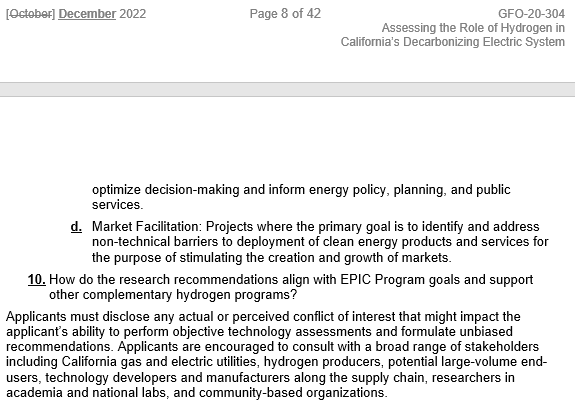 [October] December 2022 Page 8 of 42 GFO-20-304
Assessing the Role of Hydrogen in
California's Decarbonizing Electric System
optimize decision-making and inform energy policy, planning, and public
services.
d. Market Facilitation: Projects where the primary goal is to identify and address
non-technical barriers to deployment of clean energy products and services for
the purpose of stimulating the creation and growth of markets.
10. How do the research recommendations align with EPIC Program goals and support
other complementary hydrogen programs?
Applicants must disclose any actual or perceived conflict of interest that might impact the
applicant's ability to perform objective technology assessments and formulate unbiased
recommendations. Applicants are encouraged to consult with a broad range of stakeholders
including California gas and electric utilities, hydrogen producers, potential large-volume end-
users, technology developers and manufacturers along the supply chain, researchers in
academia and national labs, and community-based organizations.